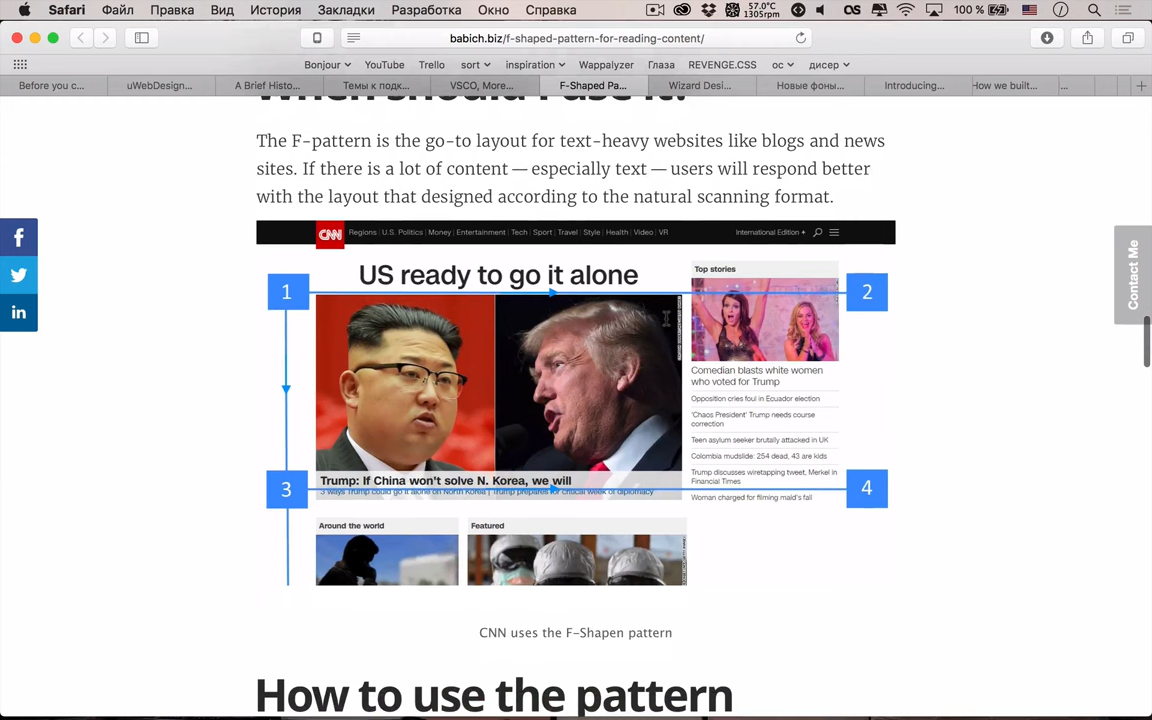 Safari Файл Правка Вид История Закладки Разработка Окно Справка 57.0°C 1305rpm 100 %
babich.biz/f-shaped-pattern-for-reading-content/
Bonjour YouTube Trello sort inspiration Wappalyzer Глаза REVENGE.CSS ос дисер
Before you c... uWebDesign... A Brief Histo... Темы к подк... VSCO, More... F-Shaped Pa... Wizard Desi... Новые фоны... Introducing... How we built... ...
When should I use it?
The F-pattern is the go-to layout for text-heavy websites like blogs and news
sites. If there is a lot of content — especially text — users will respond better
with the layout that designed according to the natural scanning format.
Contact Me
CNN Regions U.S. Politics Money Entertainment Tech Sport Travel Style Health Video VR International Edition +
US ready to go it alone
Top stories
1
2
Comedian blasts white women
who voted for Trump
Opposition cries foul in Ecuador election
'Chaos President' Trump needs course
correction
Teen asylum seeker brutally attacked in UK
Colombia mudslide: 254 dead, 43 are kids
Trump discusses wiretapping tweet, Merkel in
Financial Times
Woman charged for filming maid's fall
Trump: If China won't solve N. Korea, we will
3 ways Trump could go it alone on North Korea | Trump prepares for critical week of diplomacy
3
4
Around the world
Featured
CNN uses the F-Shapen pattern
How to use the pattern